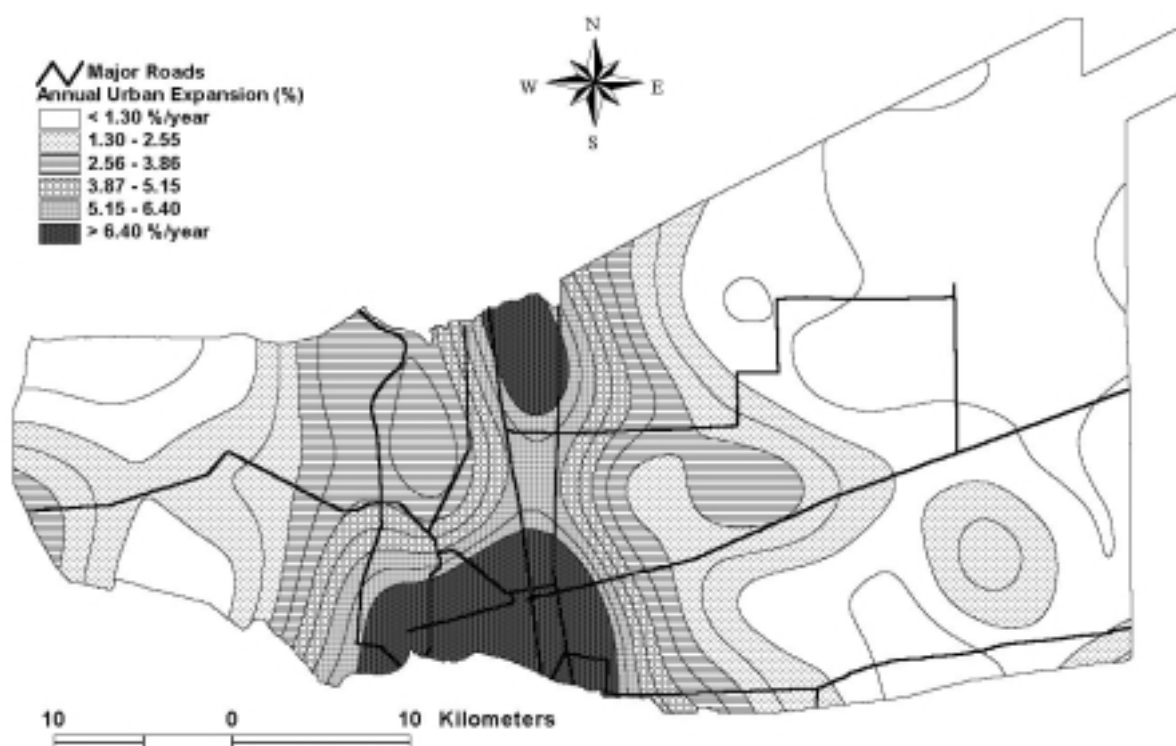 N
W E
S
Major Roads
Annual Urban Expansion (%)
< 1.30 %/year
1.30 - 2.55
2.56 - 3.86
3.87 - 5.15
5.15 - 6.40
> 6.40 %/year
10 0 10 Kilometers